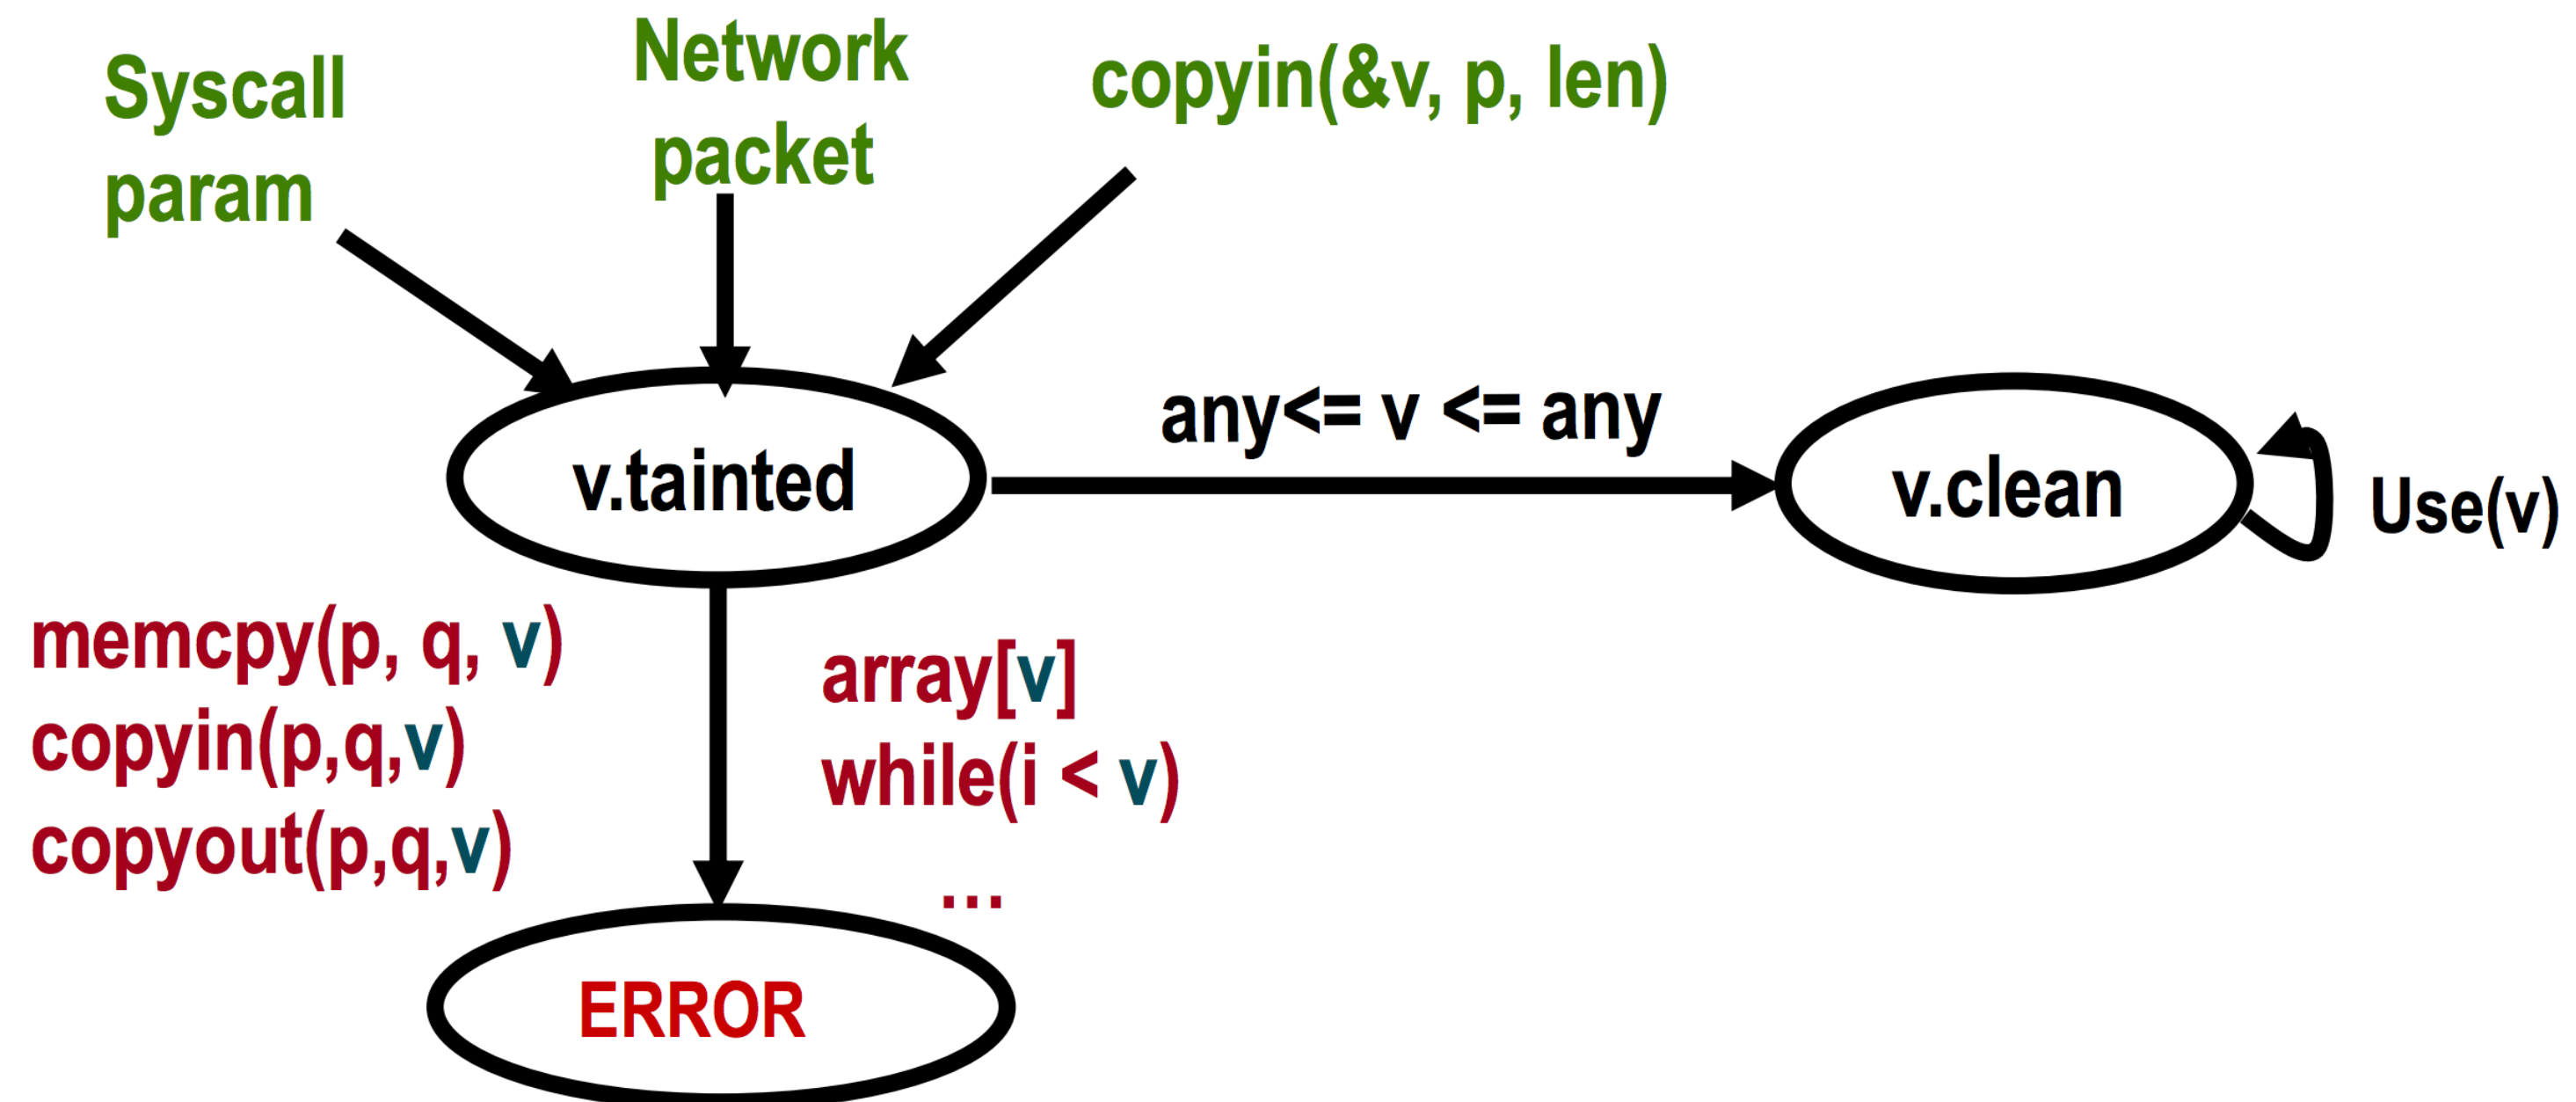 Syscall
param
Network
packet
copyin(&v, p, len)
any<= v <= any
v.tainted
v.clean
Use(v)
memcpy(p, q, v)
copyin(p,q,v)
copyout(p,q,v)
array[v]
while(i < v)
...
ERROR